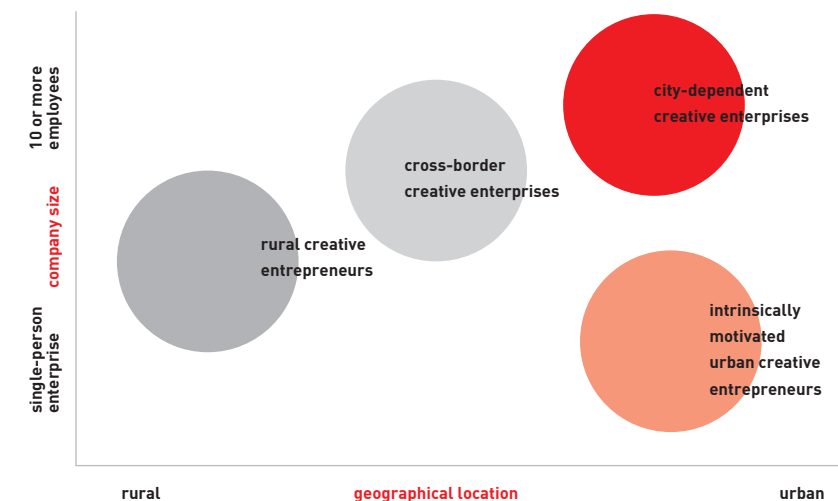 10 or more
employees
company size
single-person
enterprise
city-dependent
creative enterprises
cross-border
creative enterprises
rural creative
entrepreneurs
intrinsically
motivated
urban creative
entrepreneurs
rural
geographical location
urban